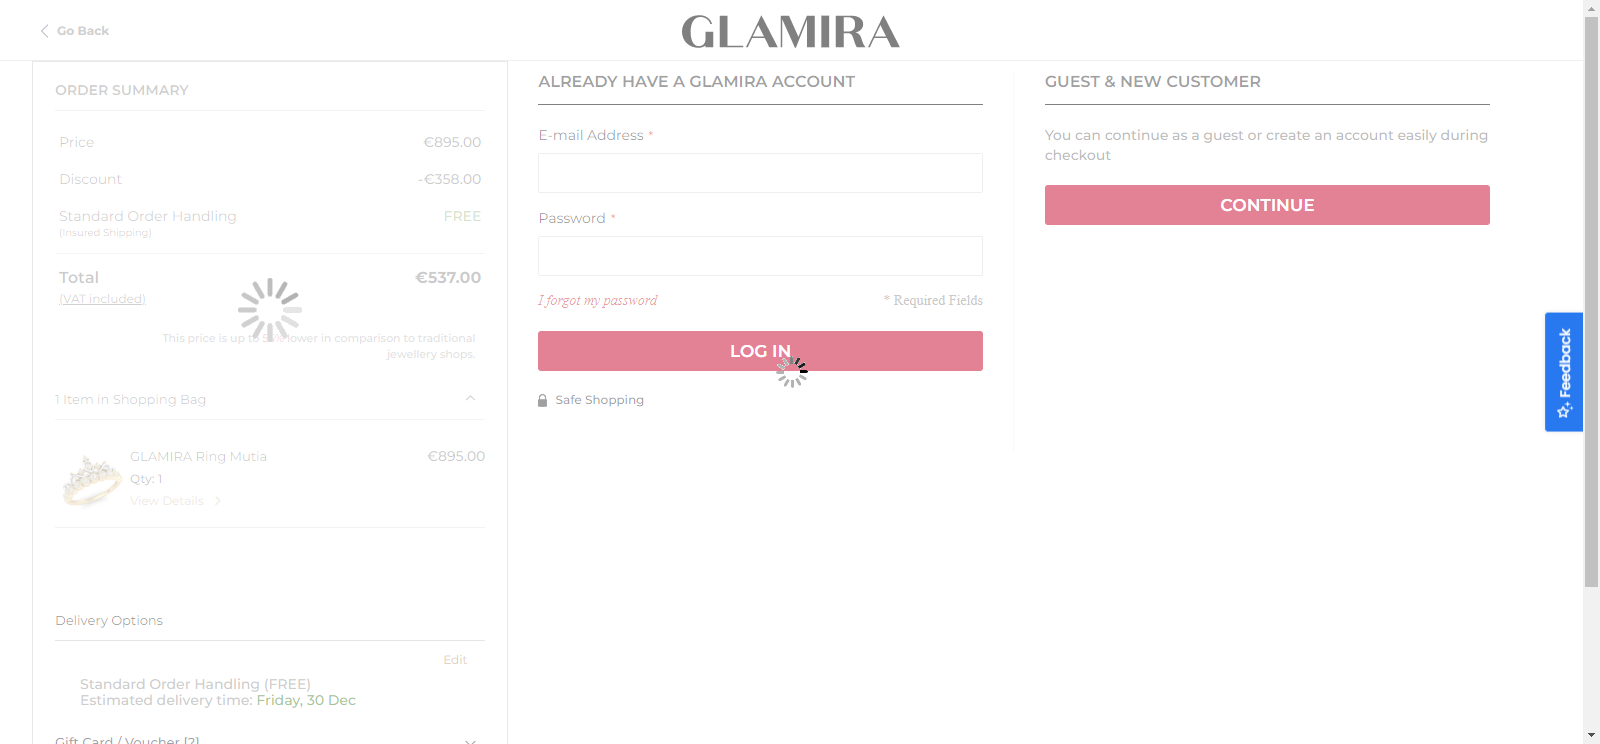 Go Back
GLAMIRA
ORDER SUMMARY
Price €895.00
Discount -€358.00
Standard Order Handling FREE
(Insured Shipping)
Total €537.00
(VAT included)
This price is up to lower in comparison to traditional
jewellery shops.
1 Item in Shopping Bag
GLAMIRA Ring Mutia €895.00
Qty: 1
View Details
Delivery Options
Edit
Standard Order Handling (FREE)
Estimated delivery time: Friday, 30 Dec
Gift Card / Voucher [?]
ALREADY HAVE A GLAMIRA ACCOUNT
E-mail Address *
Password *
I forgot my password * Required Fields
LOG IN
Safe Shopping
GUEST & NEW CUSTOMER
You can continue as a guest or create an account easily during
checkout
CONTINUE
Feedback